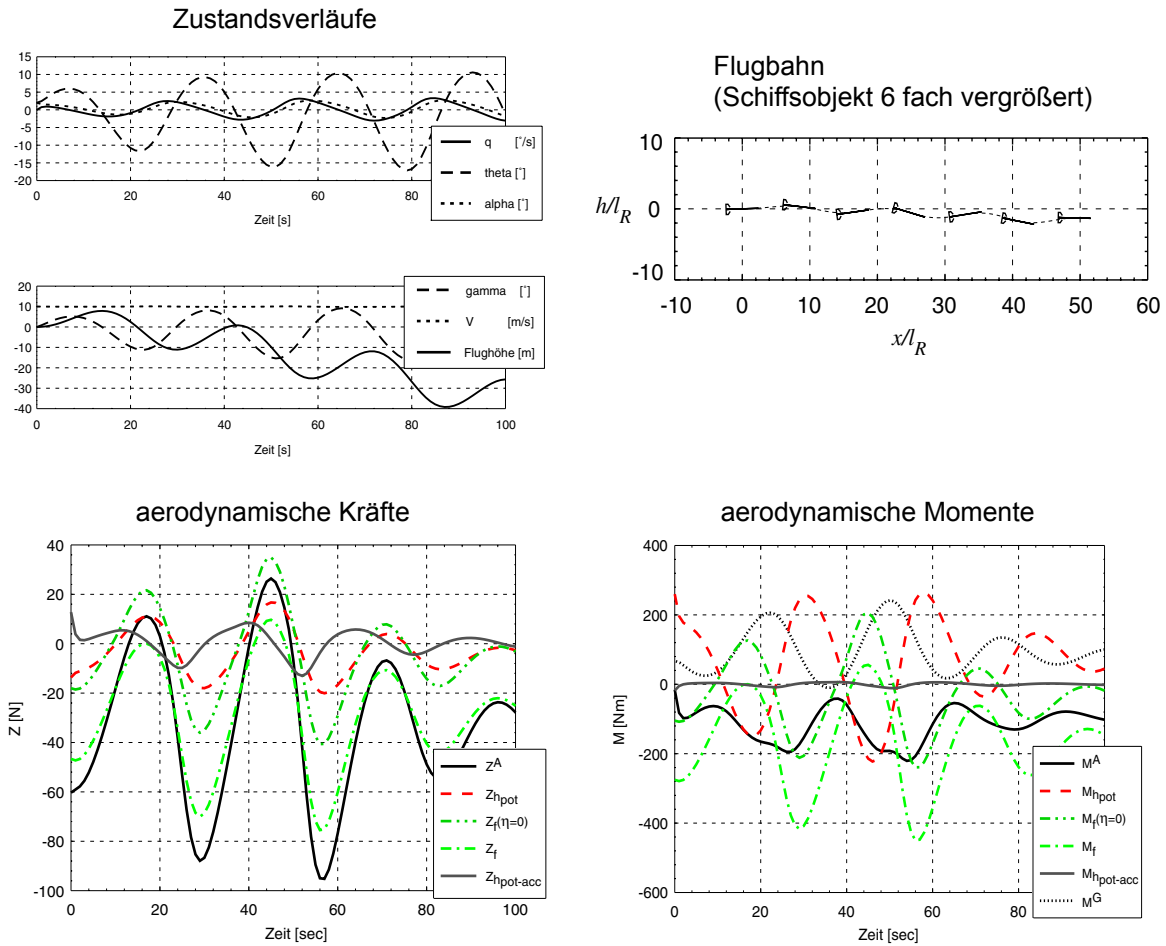 Zustandsverläufe
15
10
5
0
-5
-10
-15
-20
0 20 40 60 80 100
Zeit [s]
q [°/s]
theta [°]
alpha [°]
20
10
0
-10
-20
-30
-40
0 20 40 60 80 100
Zeit [s]
gamma [°]
V [m/s]
Flughöhe [m]
Flugbahn
(Schiffsobjekt 6 fach vergrößert)
10
0
-10
h/l_R
-10 0 10 20 30 40 50 60
x/l_R
aerodynamische Kräfte
40
20
0
-20
-40
-60
-80
-100
Z [N]
0 20 40 60 80 100
Zeit [sec]
Z^A
Z_hpot
Z_f(η=0)
Z_f
Z_hpot-acc
aerodynamische Momente
400
200
0
-200
-400
-600
M [Nm]
0 20 40 60 80
Zeit [sec]
M^A
M_hpot
M_f(η=0)
M_f
M_hpot-acc
M^G